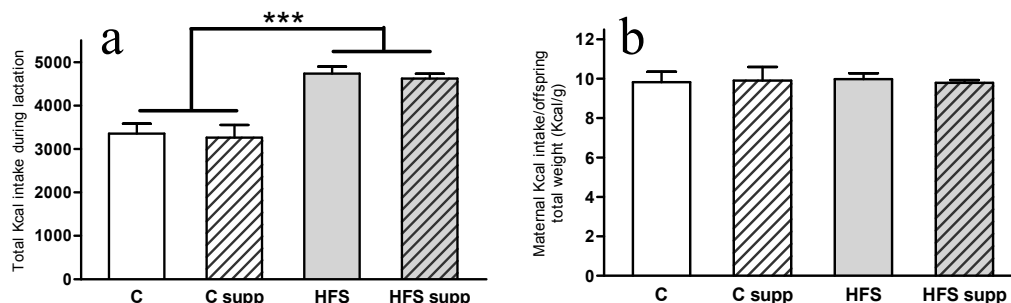 a
***
Total Kcal intake during lactation
5000
4000
3000
2000
1000
0
C
C supp
HFS
HFS supp
b
Maternal Kcal intake/offspring
total weight (Kcal/g)
12
10
8
6
4
2
0
C
C supp
HFS
HFS supp